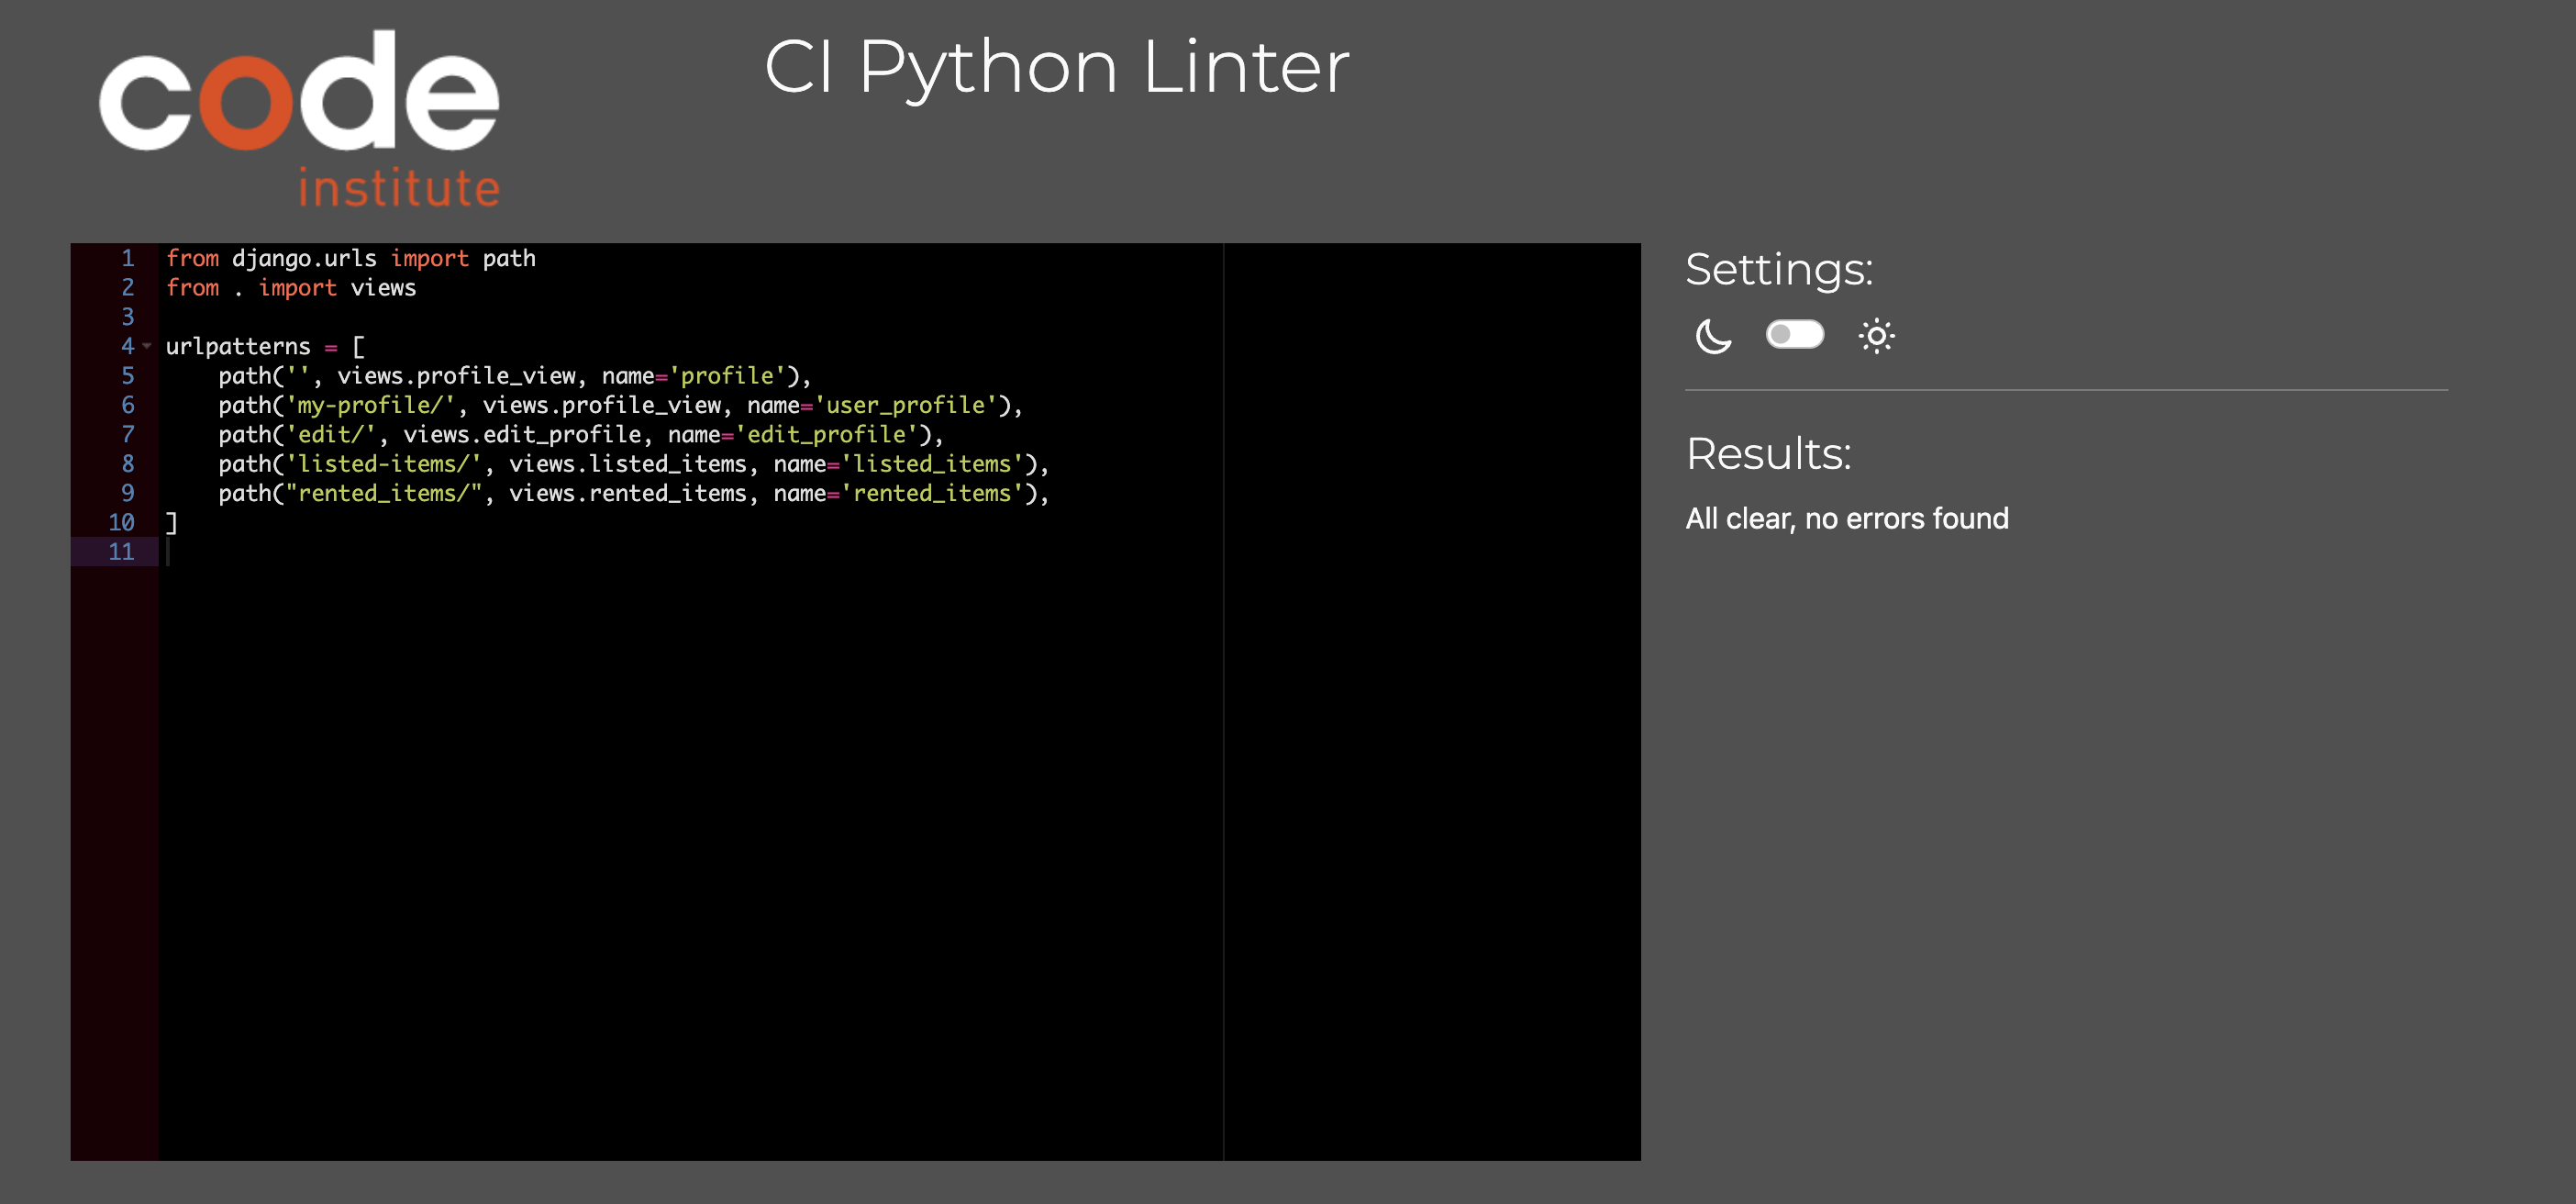 code
institute
CI Python Linter
1 from django.urls import path
2 from . import views
3
4 urlpatterns = [
5     path('', views.profile_view, name='profile'),
6     path('my-profile/', views.profile_view, name='user_profile'),
7     path('edit/', views.edit_profile, name='edit_profile'),
8     path('listed-items/', views.listed_items, name='listed_items'),
9     path("rented_items/", views.rented_items, name='rented_items'),
10 ]
11
Settings:
Results:
All clear, no errors found